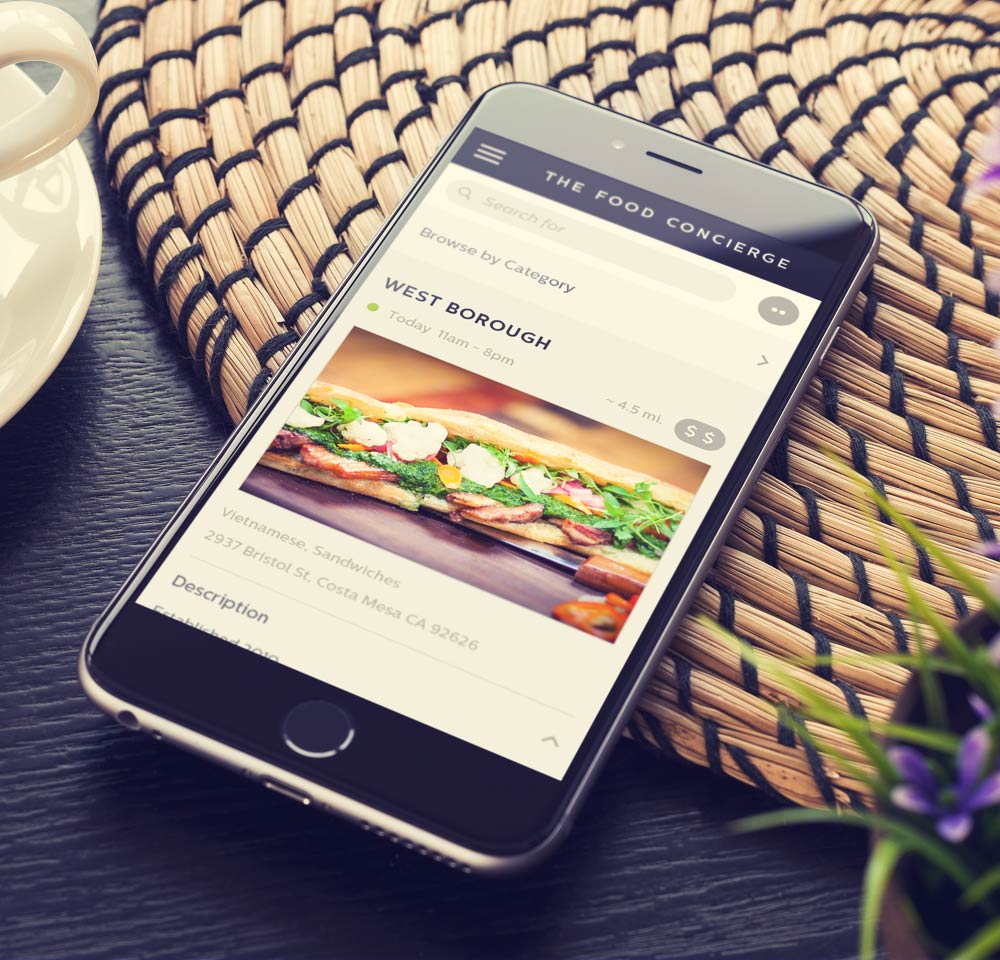 THE FOOD CONCIERGE
Search for
Browse by Category
WEST BOROUGH
Today 11am - 8pm
~ 4.5 mi.
$ $
Vietnamese, Sandwiches
2937 Bristol St, Costa Mesa CA 92626
Description
Established 2010